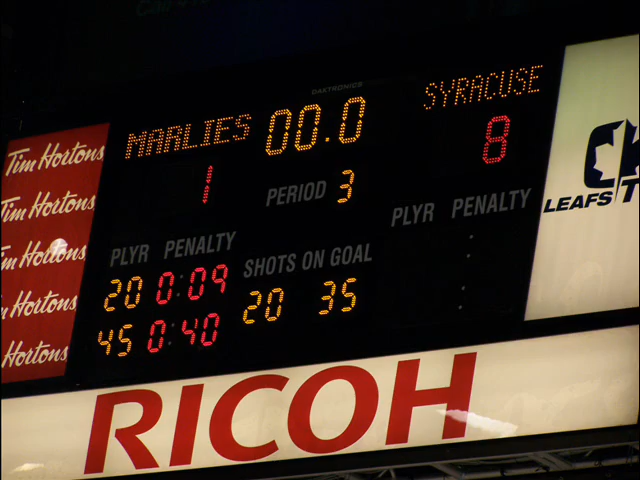 DAKTRONICS
MARLIES 00.0 SYRACUSE
1 PERIOD 3 8
PLYR PENALTY PLYR PENALTY
SHOTS ON GOAL
20 0:09 20 35
45 0:40
Tim Hortons
Tim Hortons
Tim Hortons
Tim Hortons
Tim Hortons
LEAFS
RICOH